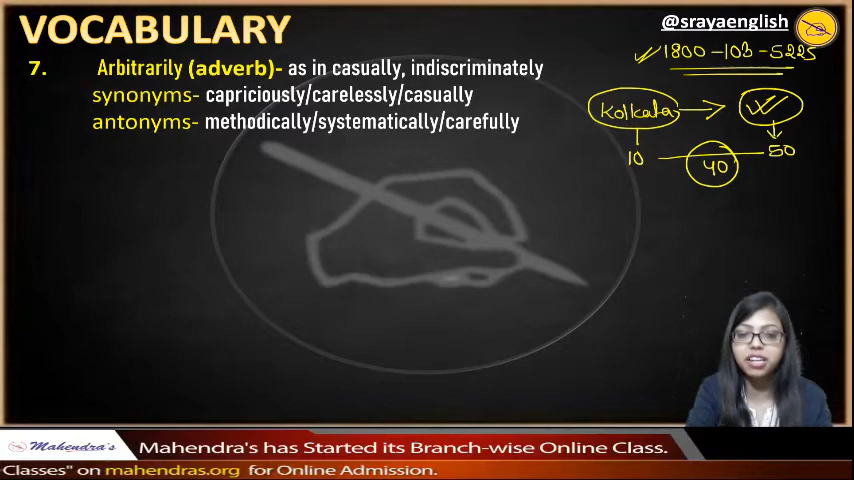 VOCABULARY
@srayaenglish
1800-103-5225
7. Arbitrarily (adverb)- as in casually, indiscriminately
synonyms- capriciously/carelessly/casually
antonyms- methodically/systematically/carefully
Kolkata
10
40
50
Mahendra's
Mahendra's has Started its Branch-wise Online Class.
Classes" on mahendras.org for Online Admission.